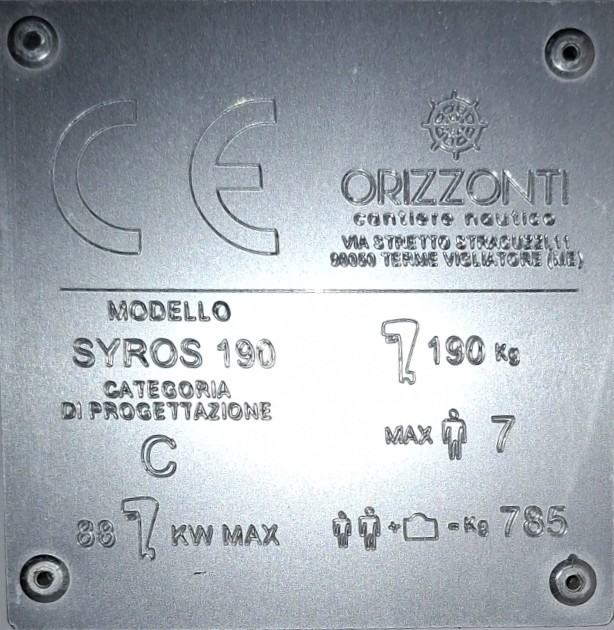 CE
ORIZZONTI
cantiere nautico
VIA STRETTO STRACUZZI,11
98050 TERME VIGLIATORE (ME)
MODELLO
SYROS 190
190 Kg
CATEGORIA
DI PROGETTAZIONE
C
MAX 7
88 KW MAX
+ = Kg 785